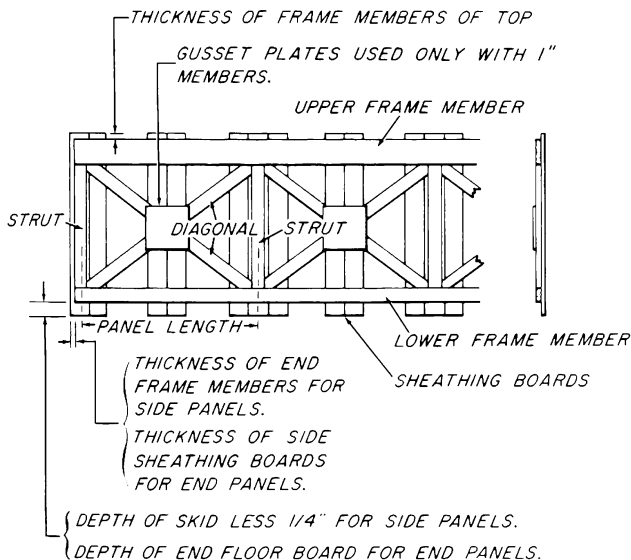 THICKNESS OF FRAME MEMBERS OF TOP
GUSSET PLATES USED ONLY WITH 1"
MEMBERS.
UPPER FRAME MEMBER
STRUT
DIAGONAL
STRUT
PANEL LENGTH
LOWER FRAME MEMBER
SHEATHING BOARDS
THICKNESS OF END
FRAME MEMBERS FOR
SIDE PANELS.
THICKNESS OF SIDE
SHEATHING BOARDS
FOR END PANELS.
DEPTH OF SKID LESS 1/4" FOR SIDE PANELS.
DEPTH OF END FLOOR BOARD FOR END PANELS.